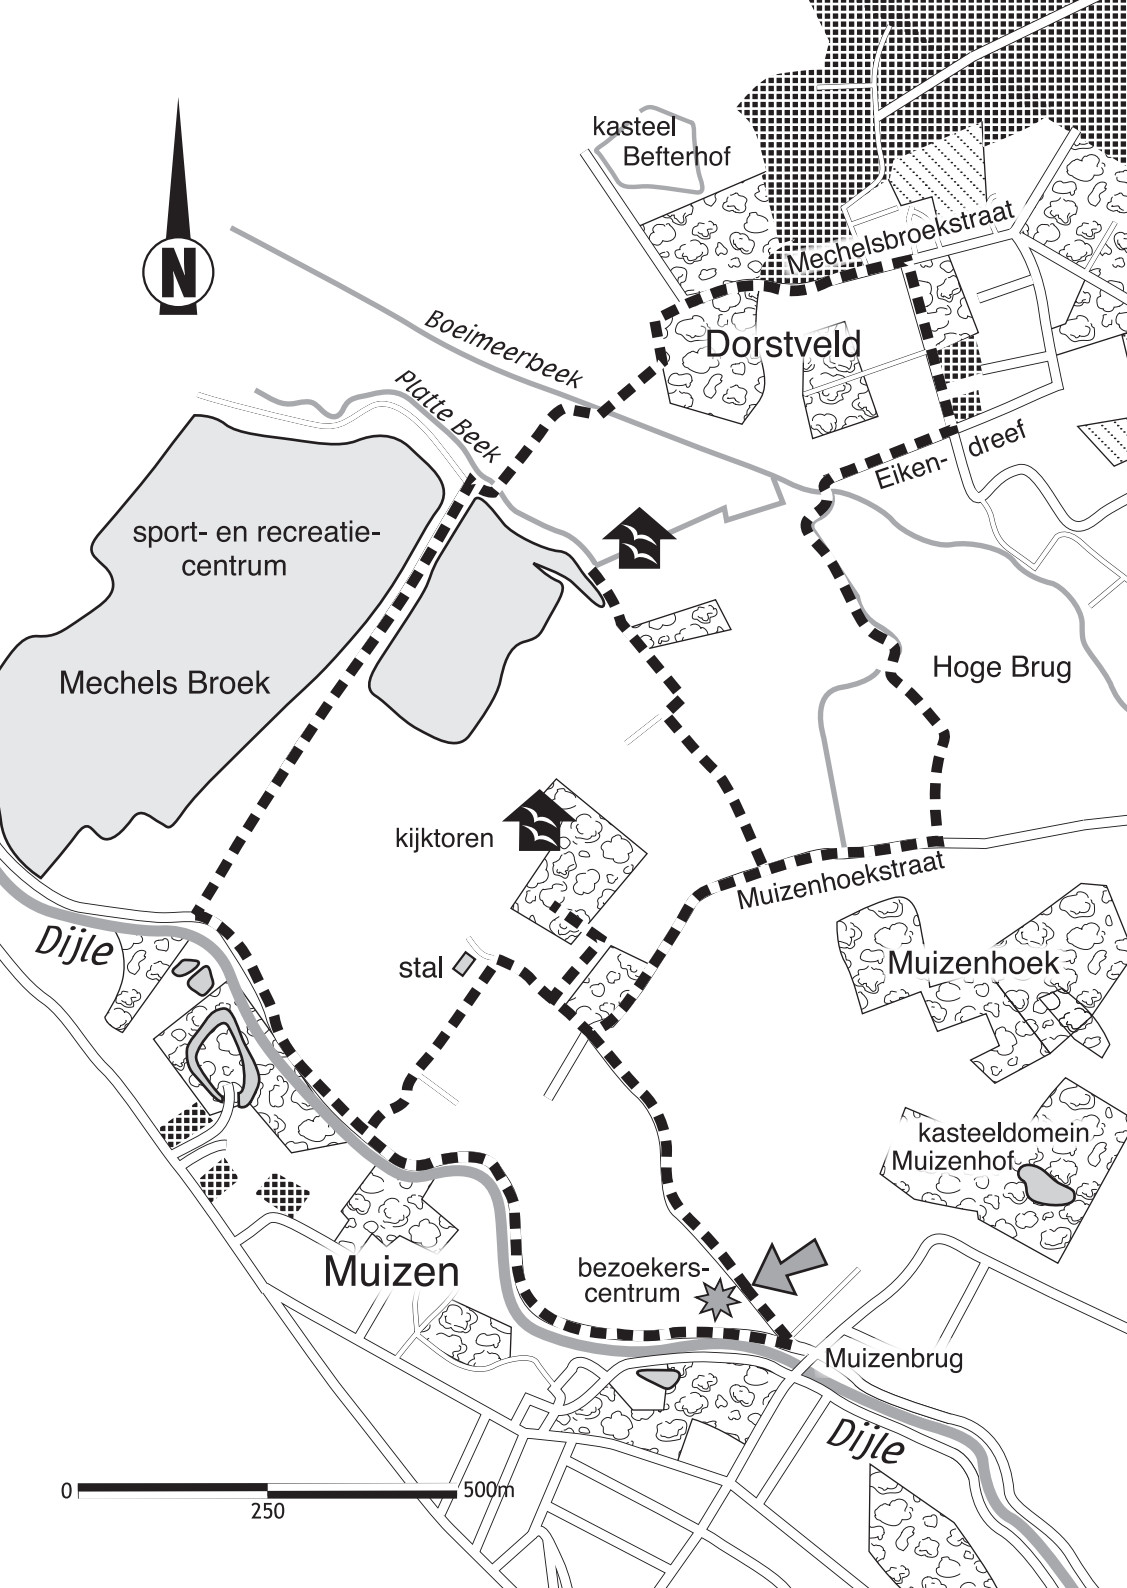 kasteel
Befterhof
Mechelsbroekstraat
N
Boeimeerbeek
Dorstveld
Platte Beek
Eiken-
dreef
sport- en recreatie-
centrum
Mechels Broek
Hoge Brug
kijktoren
Muizenhoekstraat
Dijle
stal
Muizenhoek
kasteeldomein
Muizenhof
Muizen
bezoekers-
centrum
Muizenbrug
Dijle
0
500m
250